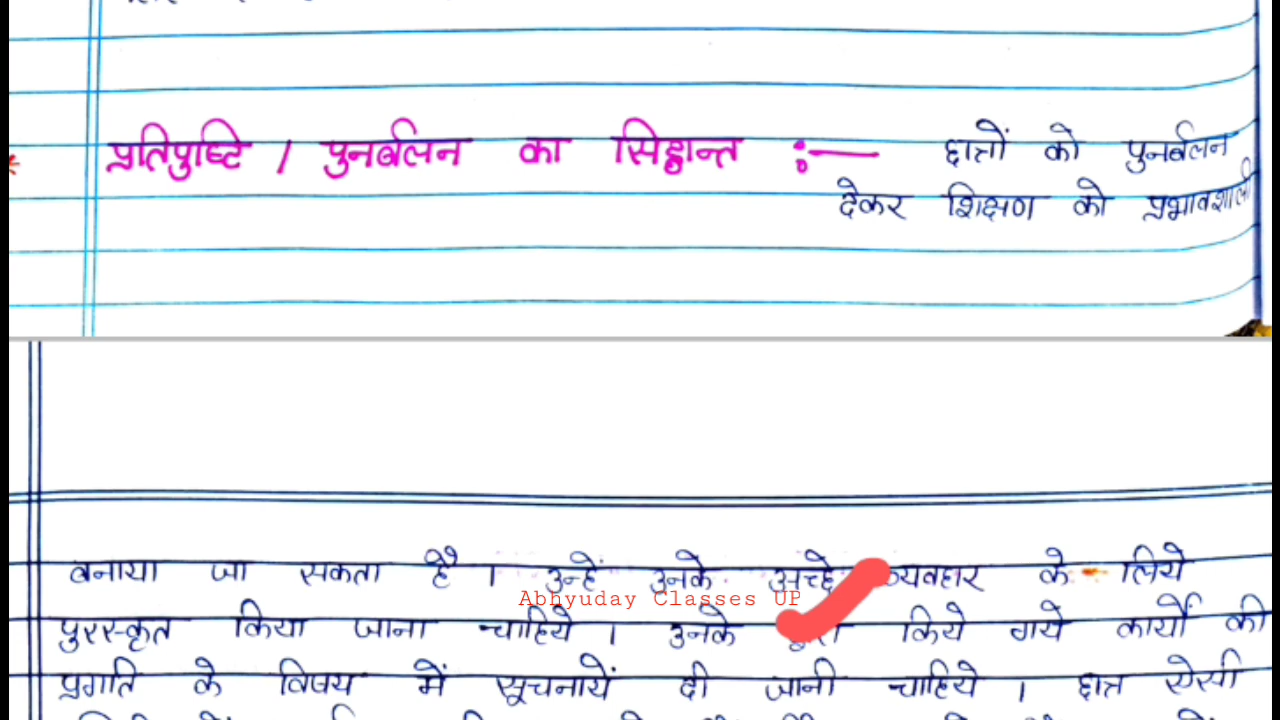 प्रतिपुष्टि / पुनर्बलन का सिद्धान्त :— छात्रों को पुनर्बलन
देकर शिक्षण को प्रभावशाली
बनाया जा सकता है । उन्हें उनके अच्छे व्यवहार के लिये
Abhyuday Classes UP
पुरस्कृत किया जाना चाहिये । उनके द्वारा किये गये कार्यों की
प्रगति के विषय में सूचनायें दी जानी चाहिये । छात्र ऐसी